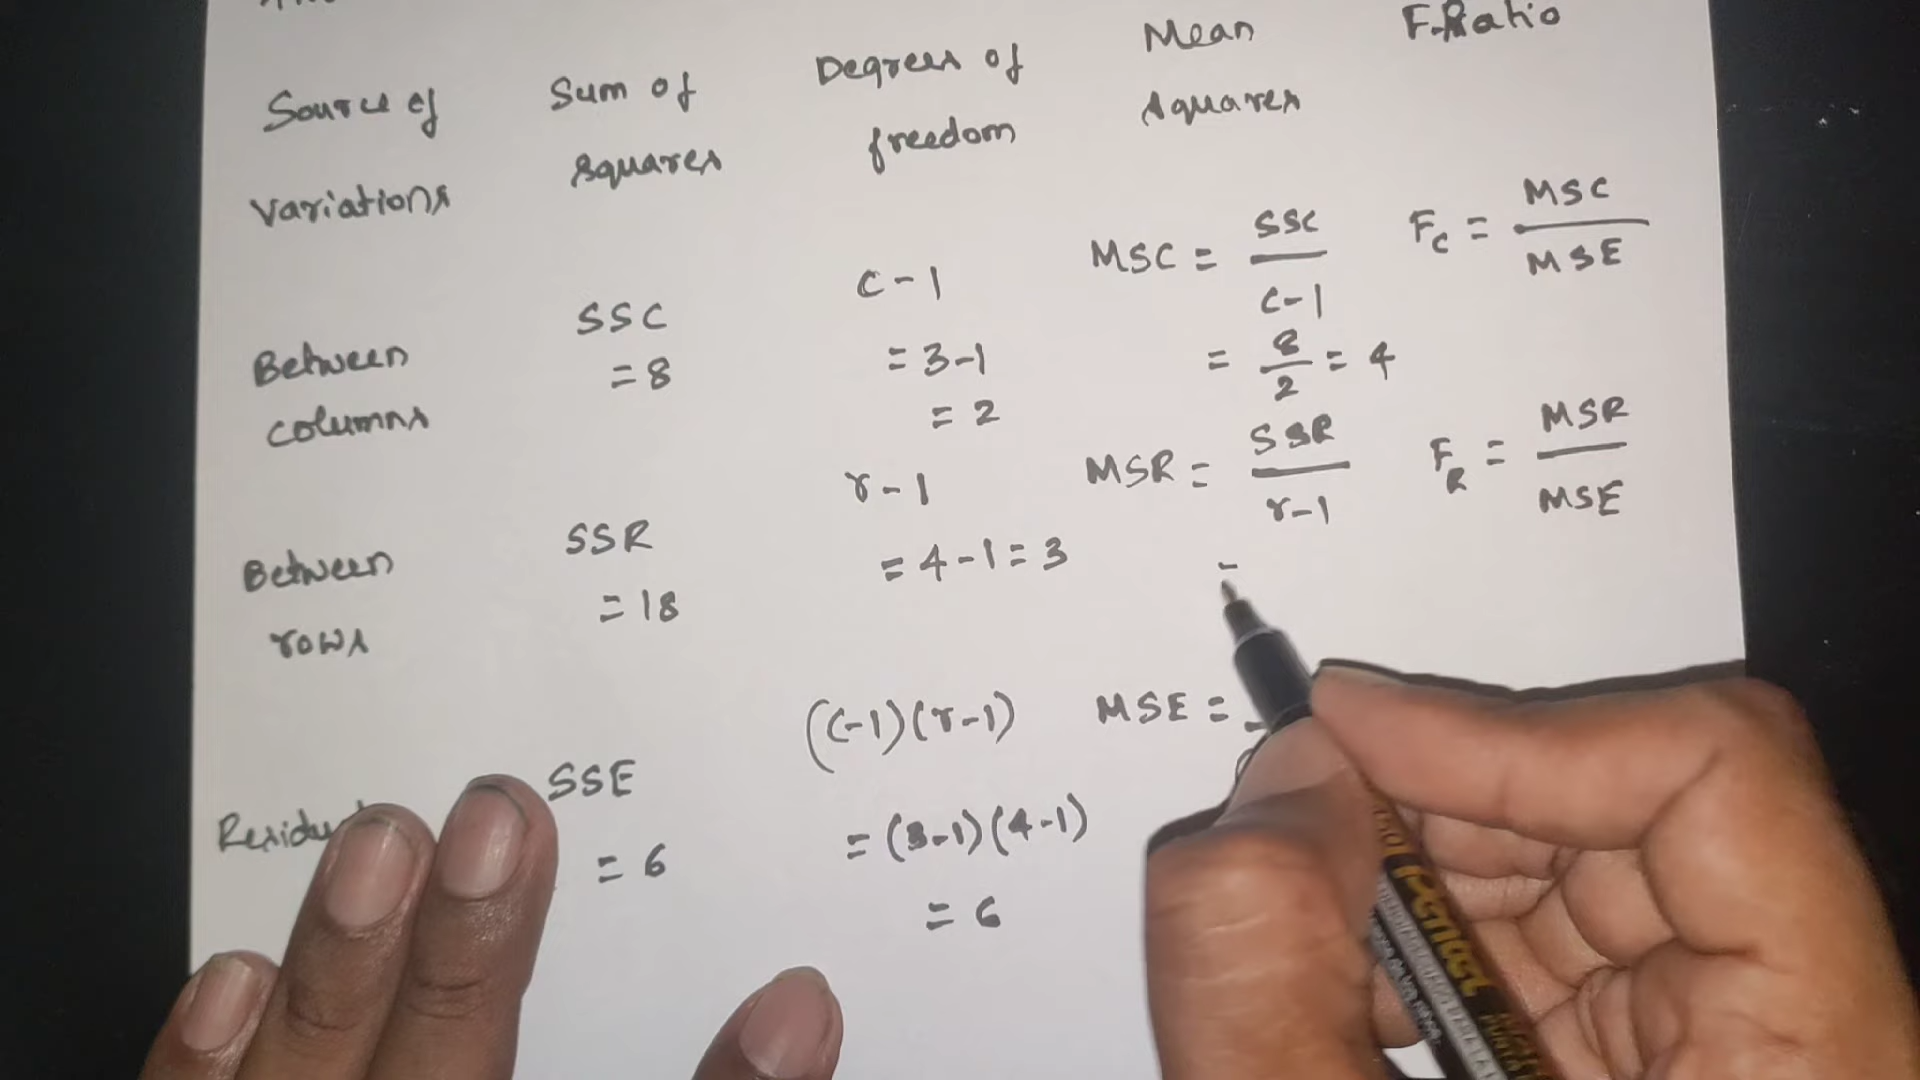 Source of
Variations
Sum of
squares
Degrees of
freedom
Mean
squares
F-Ratio
Between
columns
SSC
= 8
c - 1
= 3-1
= 2
MSC = SSC / c-1
= 8/2 = 4
F_C = MSC / MSE
Between
rows
SSR
= 18
r - 1
= 4-1 = 3
MSR = SSR / r-1
F_R = MSR / MSE
SSE
= 6
(c-1)(r-1)
= (3-1)(4-1)
= 6
MSE =